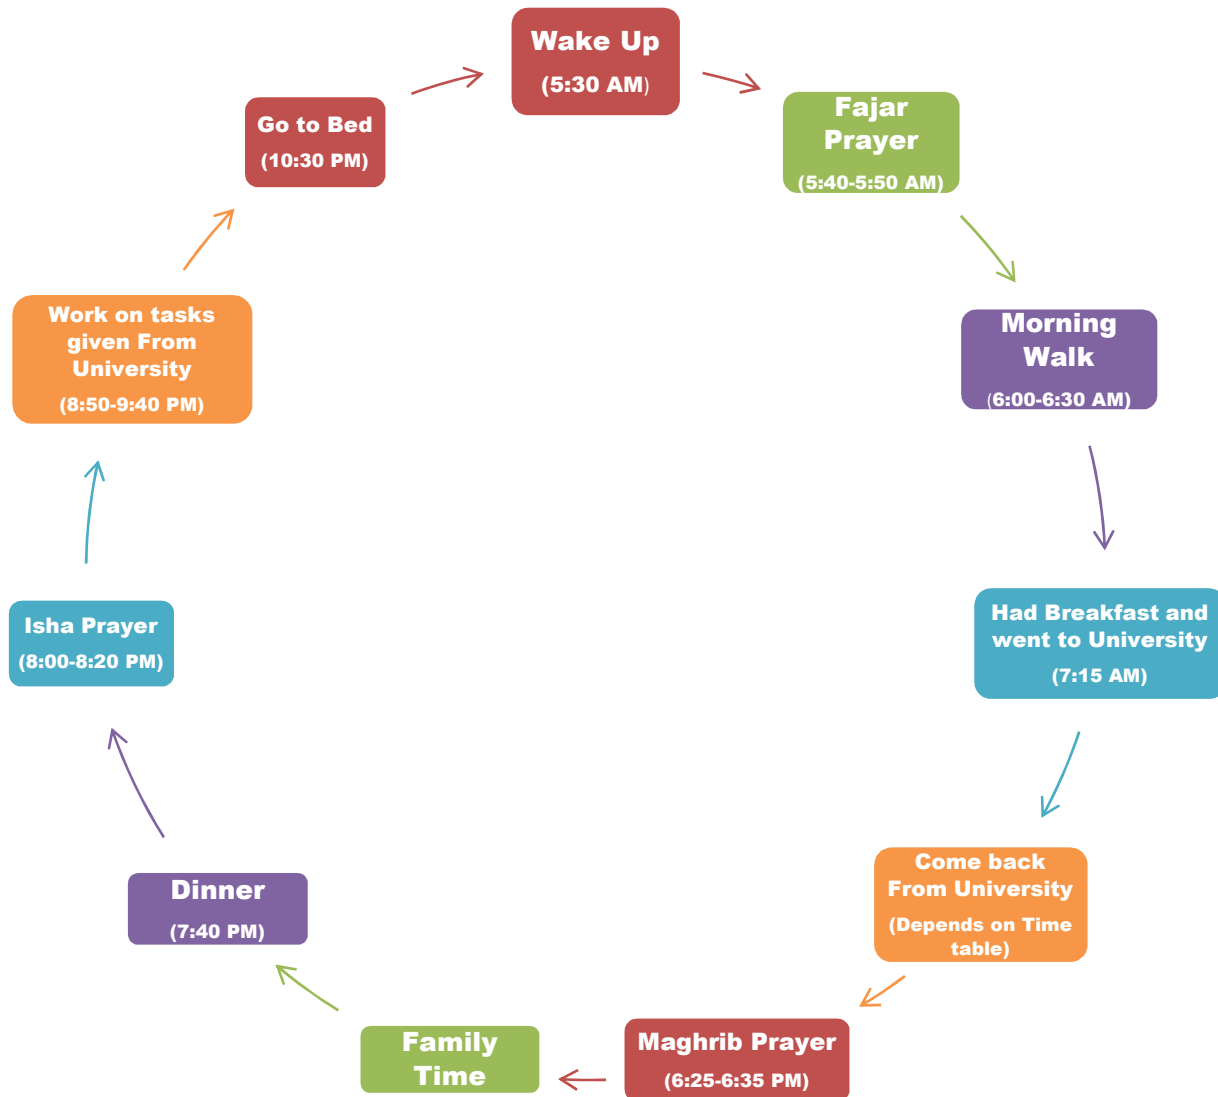 Wake Up
(5:30 AM)
Fajar
Prayer
(5:40-5:50 AM)
Morning
Walk
(6:00-6:30 AM)
Had Breakfast and
went to University
(7:15 AM)
Come back
From University
(Depends on Time
table)
Maghrib Prayer
(6:25-6:35 PM)
Family
Time
Dinner
(7:40 PM)
Isha Prayer
(8:00-8:20 PM)
Work on tasks
given From
University
(8:50-9:40 PM)
Go to Bed
(10:30 PM)